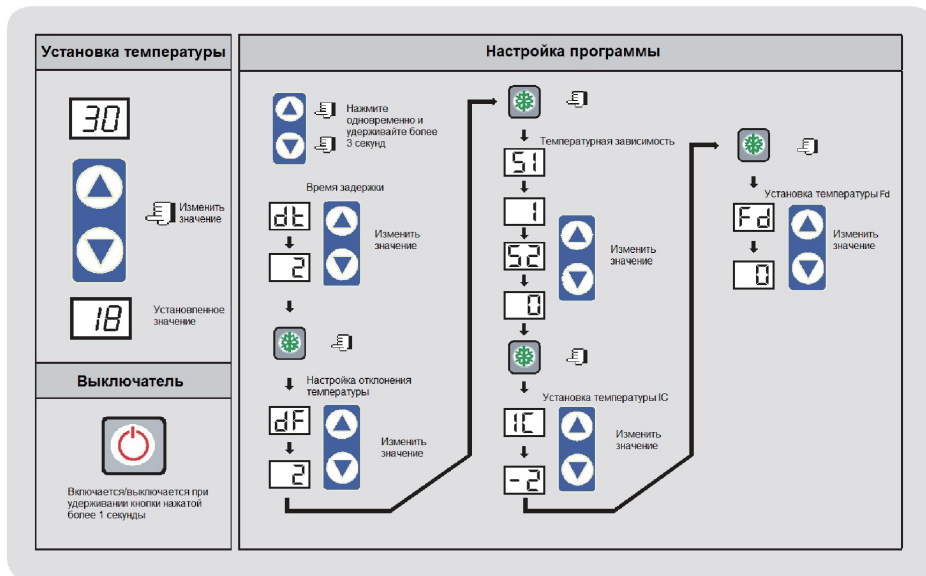 Установка температуры
30
Изменить
значение
18
Установленное
значение
Выключатель
Включается/выключается при
удерживании кнопки нажатой
более 1 секунды
Настройка программы
Нажмите
одновременно и
удерживайте более
3 секунд
Время задержки
dt
2
Изменить
значение
Настройка отклонения
температуры
dF
2
Изменить
значение
Температурная зависимость
S1
1
S2
0
Изменить
значение
Установка температуры IC
IC
-2
Изменить
значение
Установка температуры Fd
Fd
0
Изменить
значение